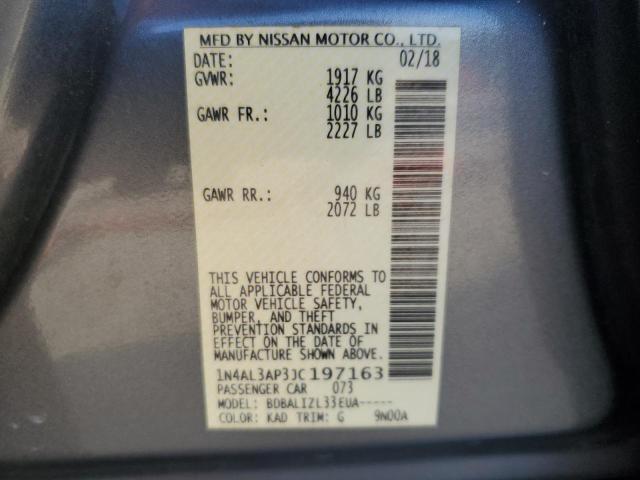 MFD BY NISSAN MOTOR CO., LTD.
DATE: 02/18
GVWR: 1917 KG
4226 LB
GAWR FR.: 1010 KG
2227 LB
GAWR RR.: 940 KG
2072 LB
THIS VEHICLE CONFORMS TO
ALL APPLICABLE FEDERAL
MOTOR VEHICLE SAFETY,
BUMPER, AND THEFT
PREVENTION STANDARDS IN
EFFECT ON THE DATE OF
MANUFACTURE SHOWN ABOVE.
1N4AL3AP3JC197163
PASSENGER CAR 073
MODEL: BDBALIZL33EUA-----
COLOR: KAD TRIM: G 9N00A